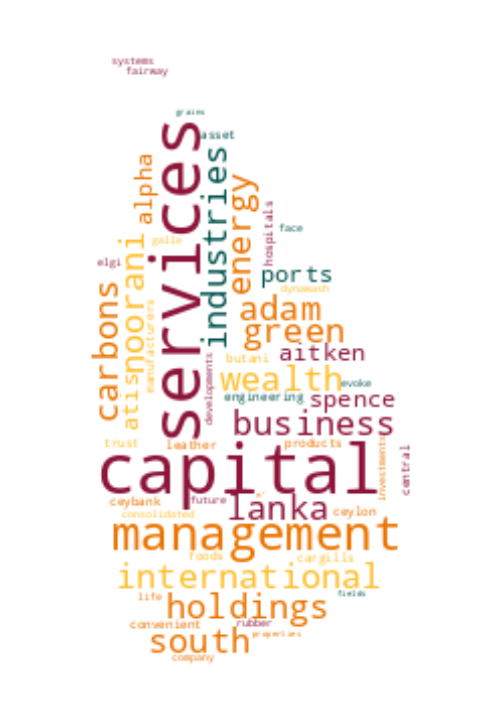 systems
fairway
grains
asset
services
industries
alpha
energy
hospitals
face
galle
noorani
elgi
ports
dynawash
carbons
atis
manufacturers
adam
green
aitken
butani
wealth
evoke
developments
engineering
spence
business
trust
leather
products
investments
central
capital
ceybank
future
lanka
ceylon
consolidated
management
foods
cargills
international
life
fields
holdings
convenient
rubber
south
properties
company